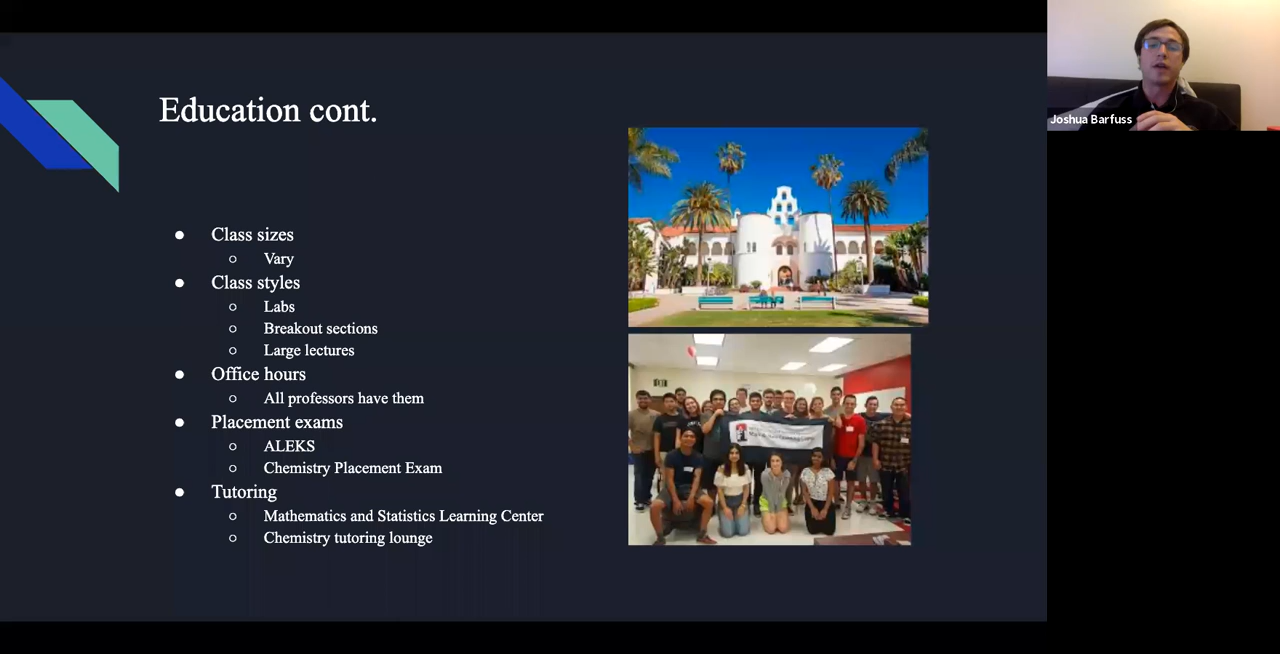 Education cont.
Joshua Barfuss
● Class sizes
○ Vary
● Class styles
○ Labs
○ Breakout sections
○ Large lectures
● Office hours
○ All professors have them
● Placement exams
○ ALEKS
○ Chemistry Placement Exam
● Tutoring
○ Mathematics and Statistics Learning Center
○ Chemistry tutoring lounge